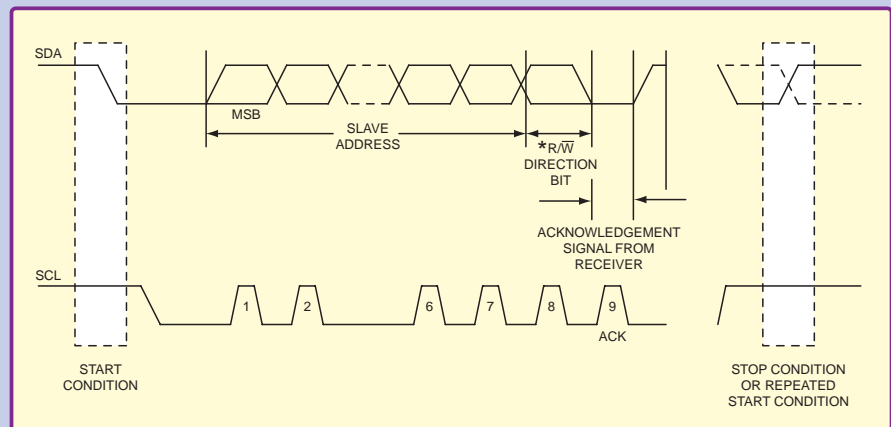 SDA
MSB
SLAVE
ADDRESS
*R/W̅
DIRECTION
BIT
ACKNOWLEDGEMENT
SIGNAL FROM
RECEIVER
SCL
1
2
6
7
8
9
ACK
START
CONDITION
STOP CONDITION
OR REPEATED
START CONDITION